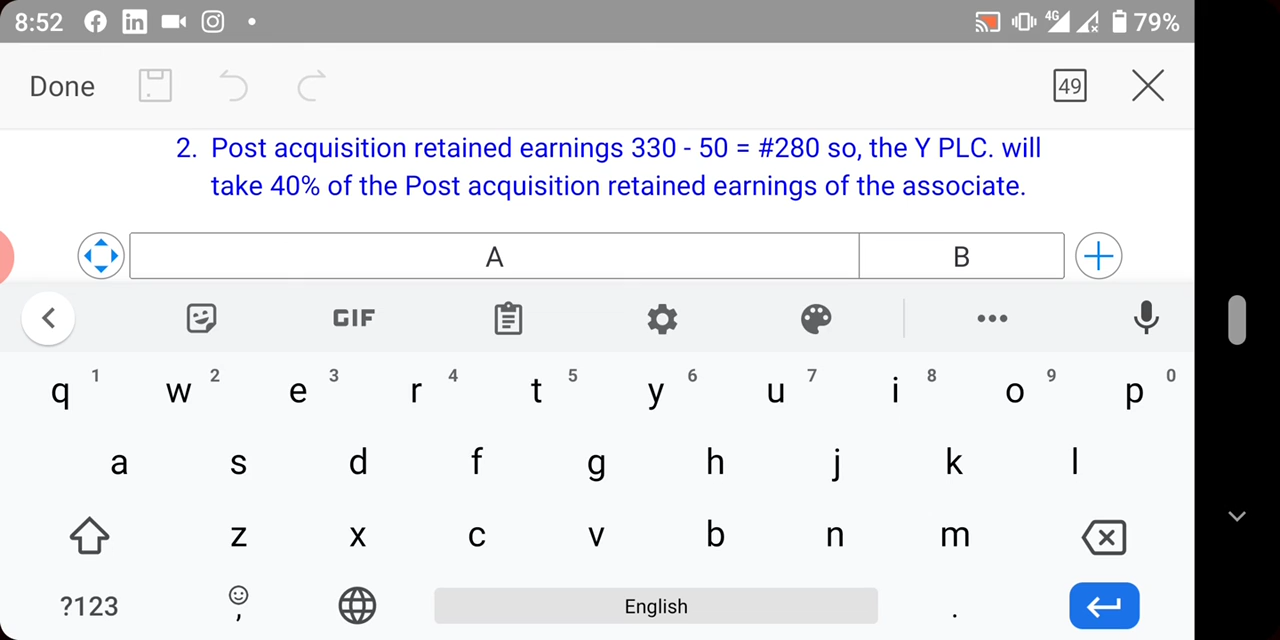 8:52 4G 79%
Done 49
2. Post acquisition retained earnings 330 - 50 = #280 so, the Y PLC. will
take 40% of the Post acquisition retained earnings of the associate.
A B
GIF
q 1 w 2 e 3 r 4 t 5 y 6 u 7 i 8 o 9 p 0
a s d f g h j k l
z x c v b n m
?123 , English .